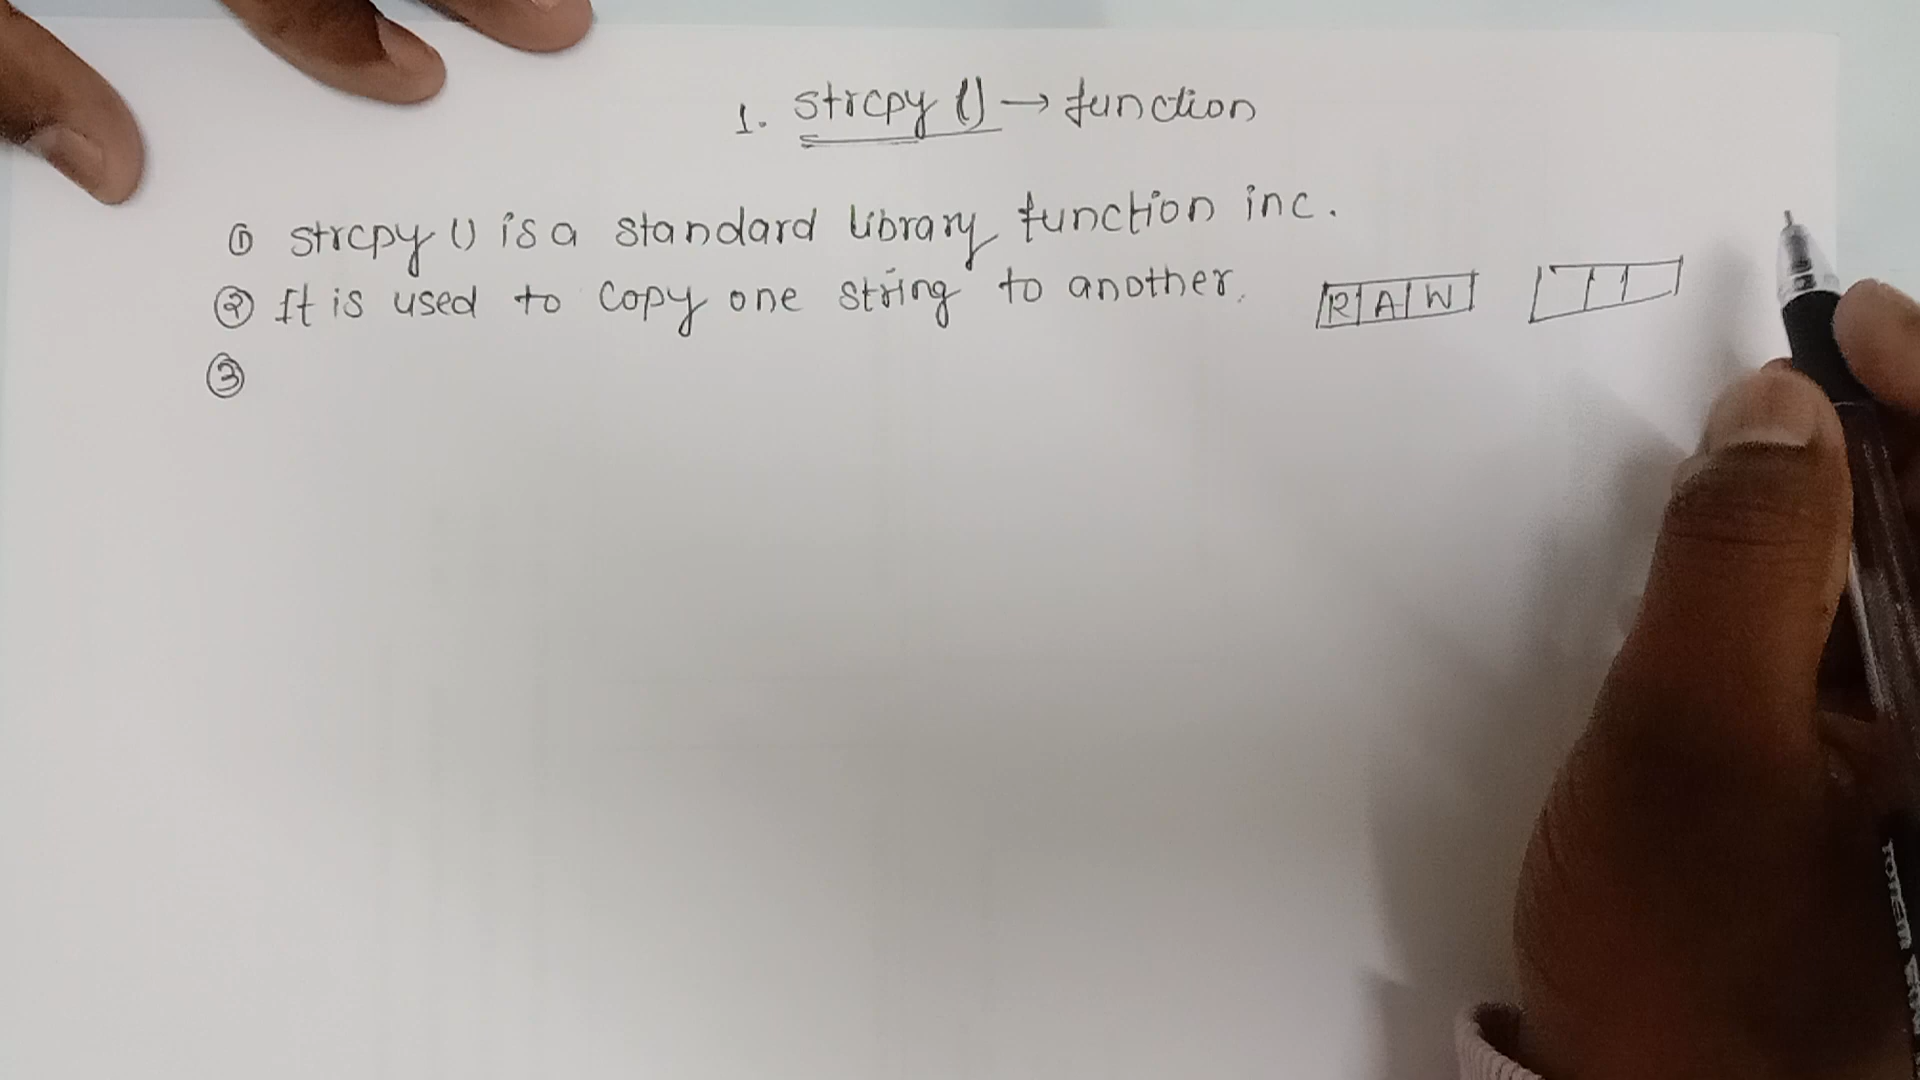 1. strcpy () → function
① strcpy () is a standard library function inc.
② It is used to copy one string to another. R A W
③